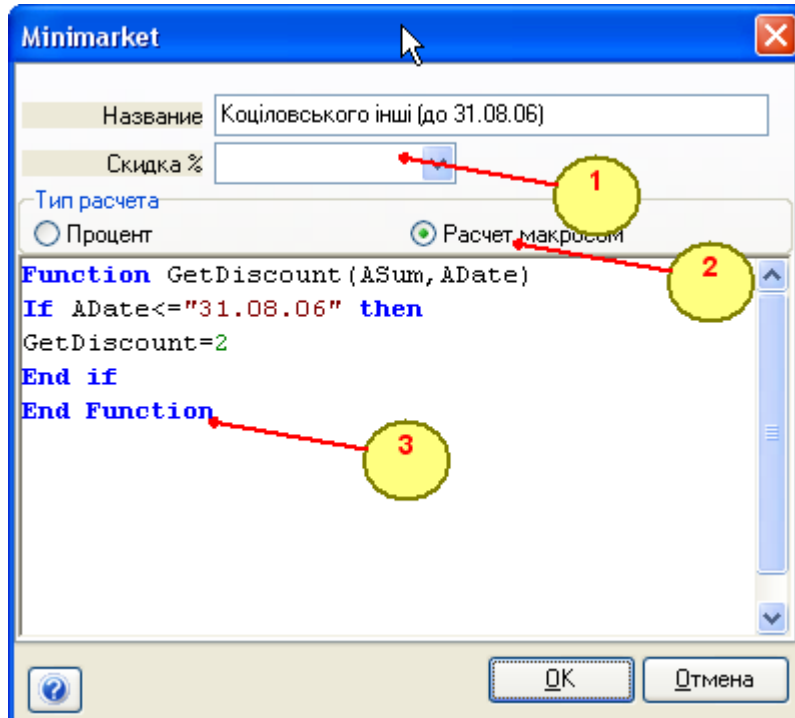 Minimarket
Название Коціловського інші (до 31.08.06)
Скидка %
1
Тип расчета
Процент Расчет макросом
2
Function GetDiscount(ASum,ADate)
If ADate<="31.08.06" then
GetDiscount=2
End if
End Function
3
OK Отмена